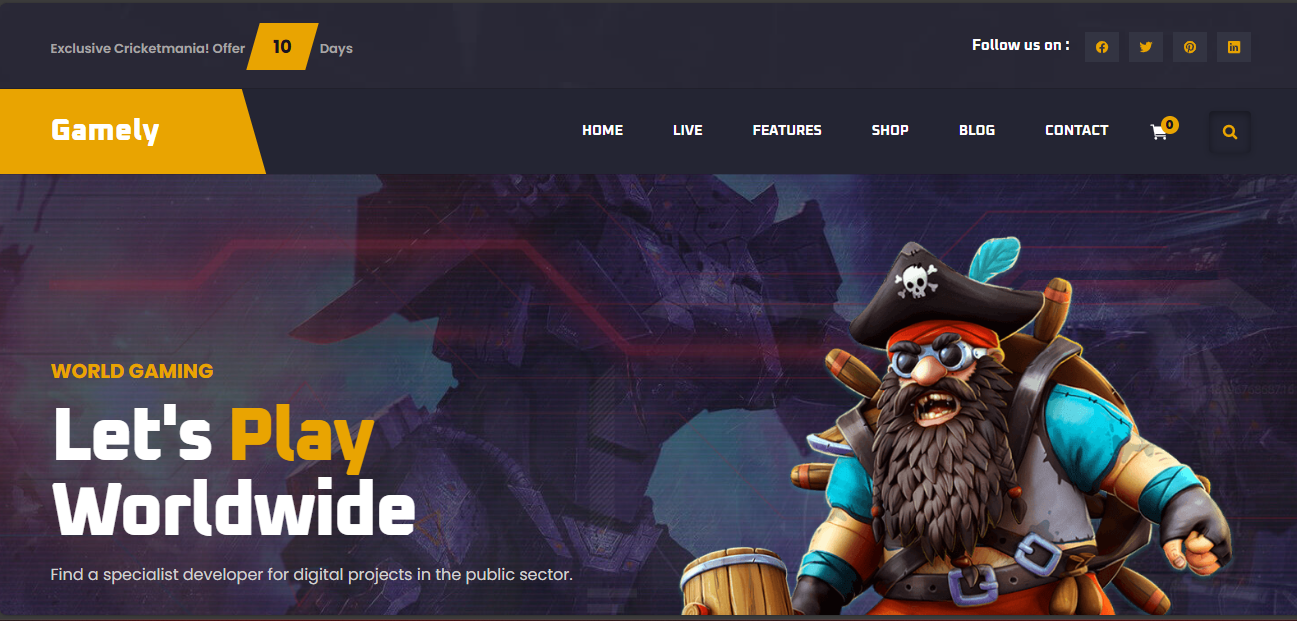 Exclusive Cricketmania! Offer 10 Days
Follow us on :
Gamely
HOME LIVE FEATURES SHOP BLOG CONTACT 0
WORLD GAMING
Let's Play
Worldwide
Find a specialist developer for digital projects in the public sector.